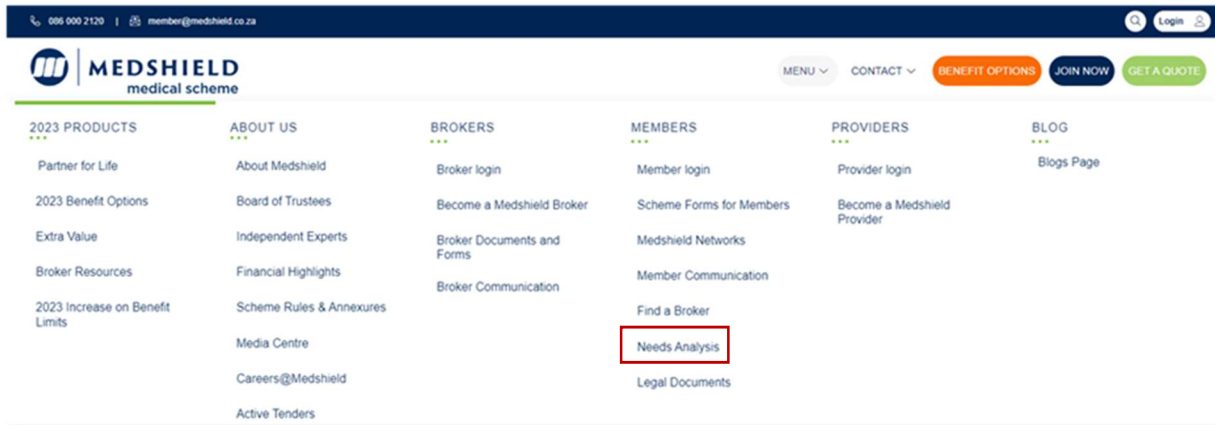 086 000 2120 | member@medshield.co.za
Login
MEDSHIELD
medical scheme
MENU CONTACT BENEFIT OPTIONS JOIN NOW GET A QUOTE
2023 PRODUCTS
Partner for Life
2023 Benefit Options
Extra Value
Broker Resources
2023 Increase on Benefit
Limits
ABOUT US
About Medshield
Board of Trustees
Independent Experts
Financial Highlights
Scheme Rules & Annexures
Media Centre
Careers@Medshield
Active Tenders
BROKERS
Broker login
Become a Medshield Broker
Broker Documents and
Forms
Broker Communication
MEMBERS
Member login
Scheme Forms for Members
Medshield Networks
Member Communication
Find a Broker
Needs Analysis
Legal Documents
PROVIDERS
Provider login
Become a Medshield
Provider
BLOG
Blogs Page